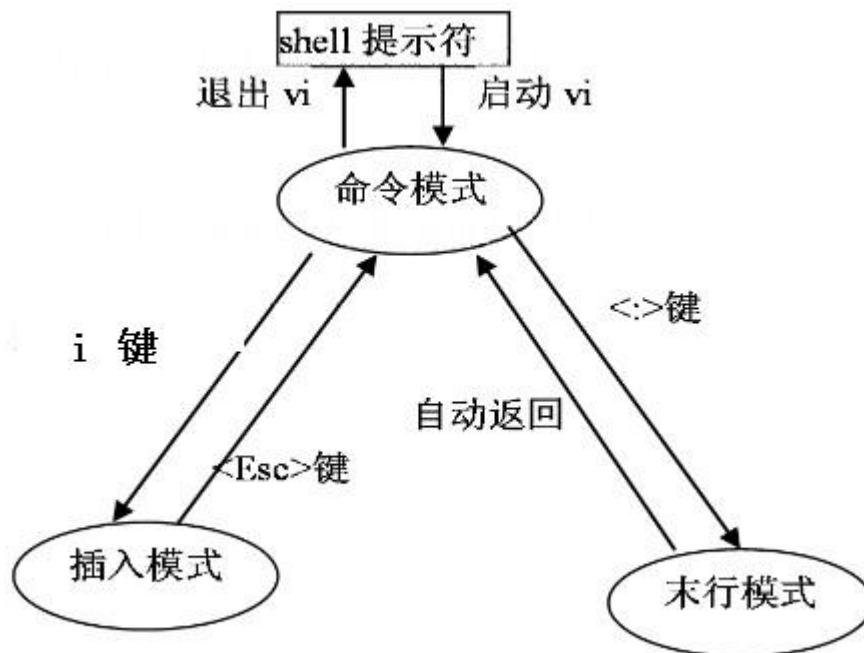 shell 提示符
退出 vi
启动 vi
命令模式
<:>键
i 键
自动返回
<Esc>键
插入模式
末行模式